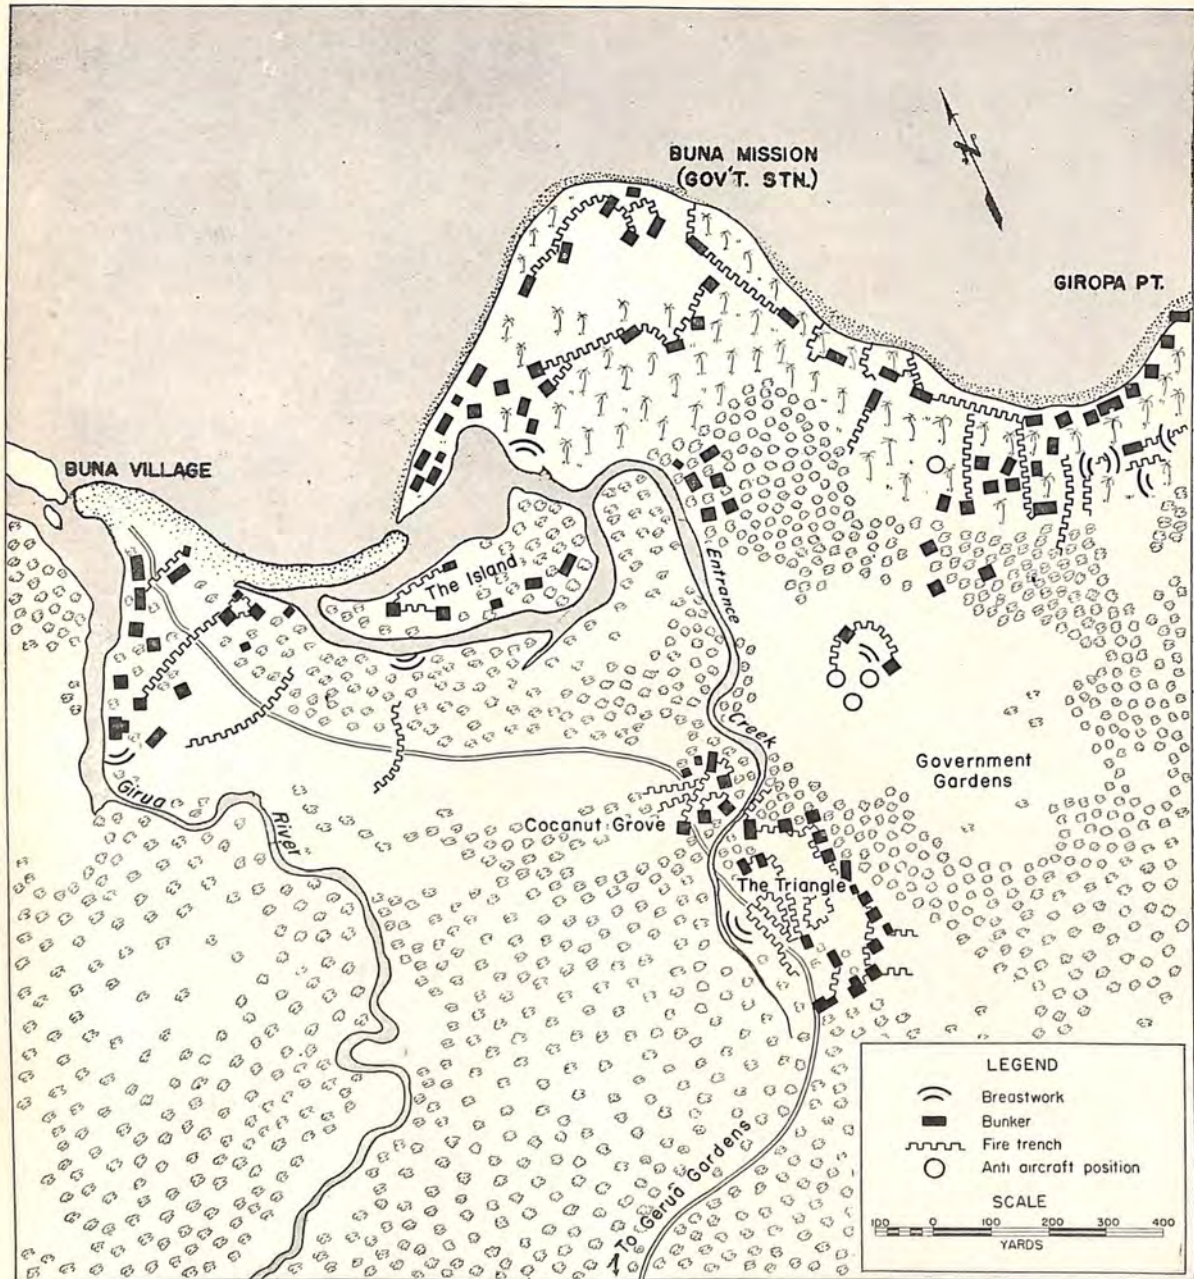 BUNA MISSION
(GOV'T. STN.)
N
GIROPA PT.
BUNA VILLAGE
The Island
Entrance
Creek
Government
Gardens
Girua
River
Cocanut Grove
The Triangle
To Gerua Gardens
LEGEND
Breastwork
Bunker
Fire trench
Anti aircraft position
SCALE
100 0 100 200 300 400
YARDS